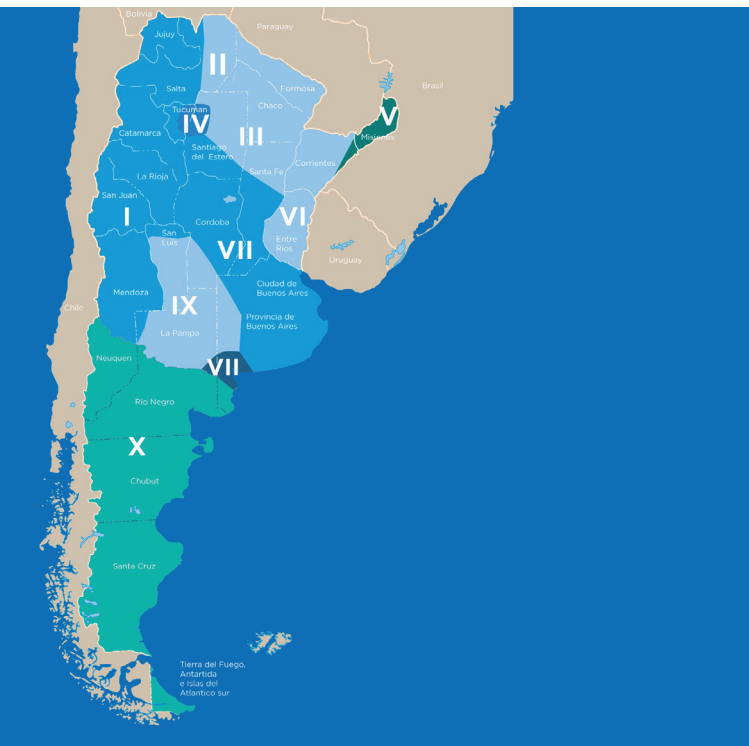 Bolivia
Paraguay
Jujuy
II
Brasil
Salta
Formosa
Chaco
Tucuman
IV
V
Catamarca
III
Misiones
Santiago
del Estero
Corrientes
Santa Fe
La Rioja
San Juan
I
VI
Cordoba
San
Luis
Entre
Rios
VII
Uruguay
Ciudad de
Buenos Aires
Mendoza
IX
Chile
Provincia de
Buenos Aires
La Pampa
Neuquen
VII
Río Negro
X
Chubut
Santa Cruz
Tierra del Fuego,
Antartida
e Islas del
Atlantico sur